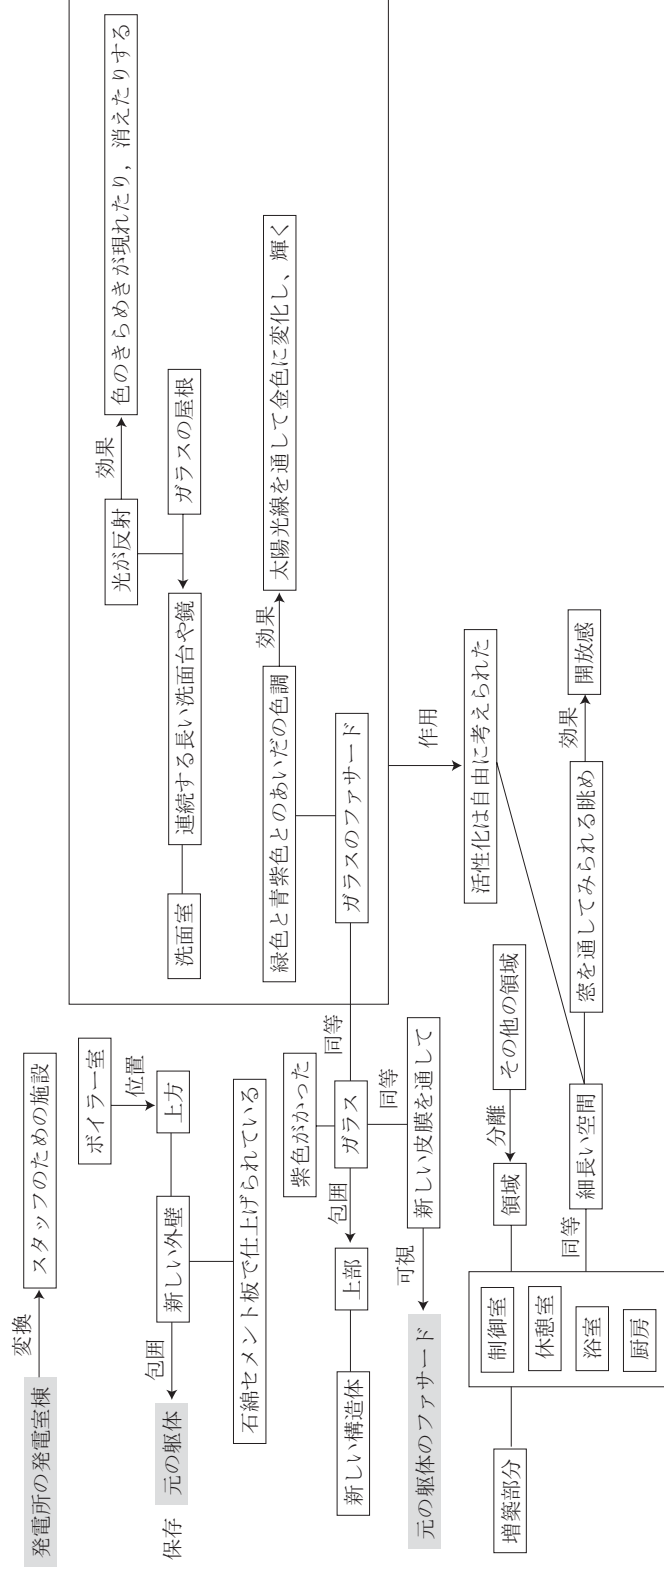 発電所の発電室棟
変換
スタッフのための施設
保存
元の躯体
包囲
新しい外壁
上方
位置
ボイラー室
石綿セメント板で仕上げられている
新しい構造体
上部
包囲
ガラス
紫色がかった
同等
ガラスのファサード
緑色と青紫色とのあいだの色調
効果
太陽光線を通して金色に変化し、輝く
洗面室
連続する長い洗面台や鏡
ガラスの屋根
光が反射
効果
色のきらめきが現れたり，消えたりする
同等
新しい皮膜を通して
可視
元の躯体のファサード
作用
活性化は自由に考えられた
増築部分
制御室
休憩室
浴室
厨房
領域
分離
その他の領域
同等
細長い空間
窓を通してみられる眺め
効果
開放感